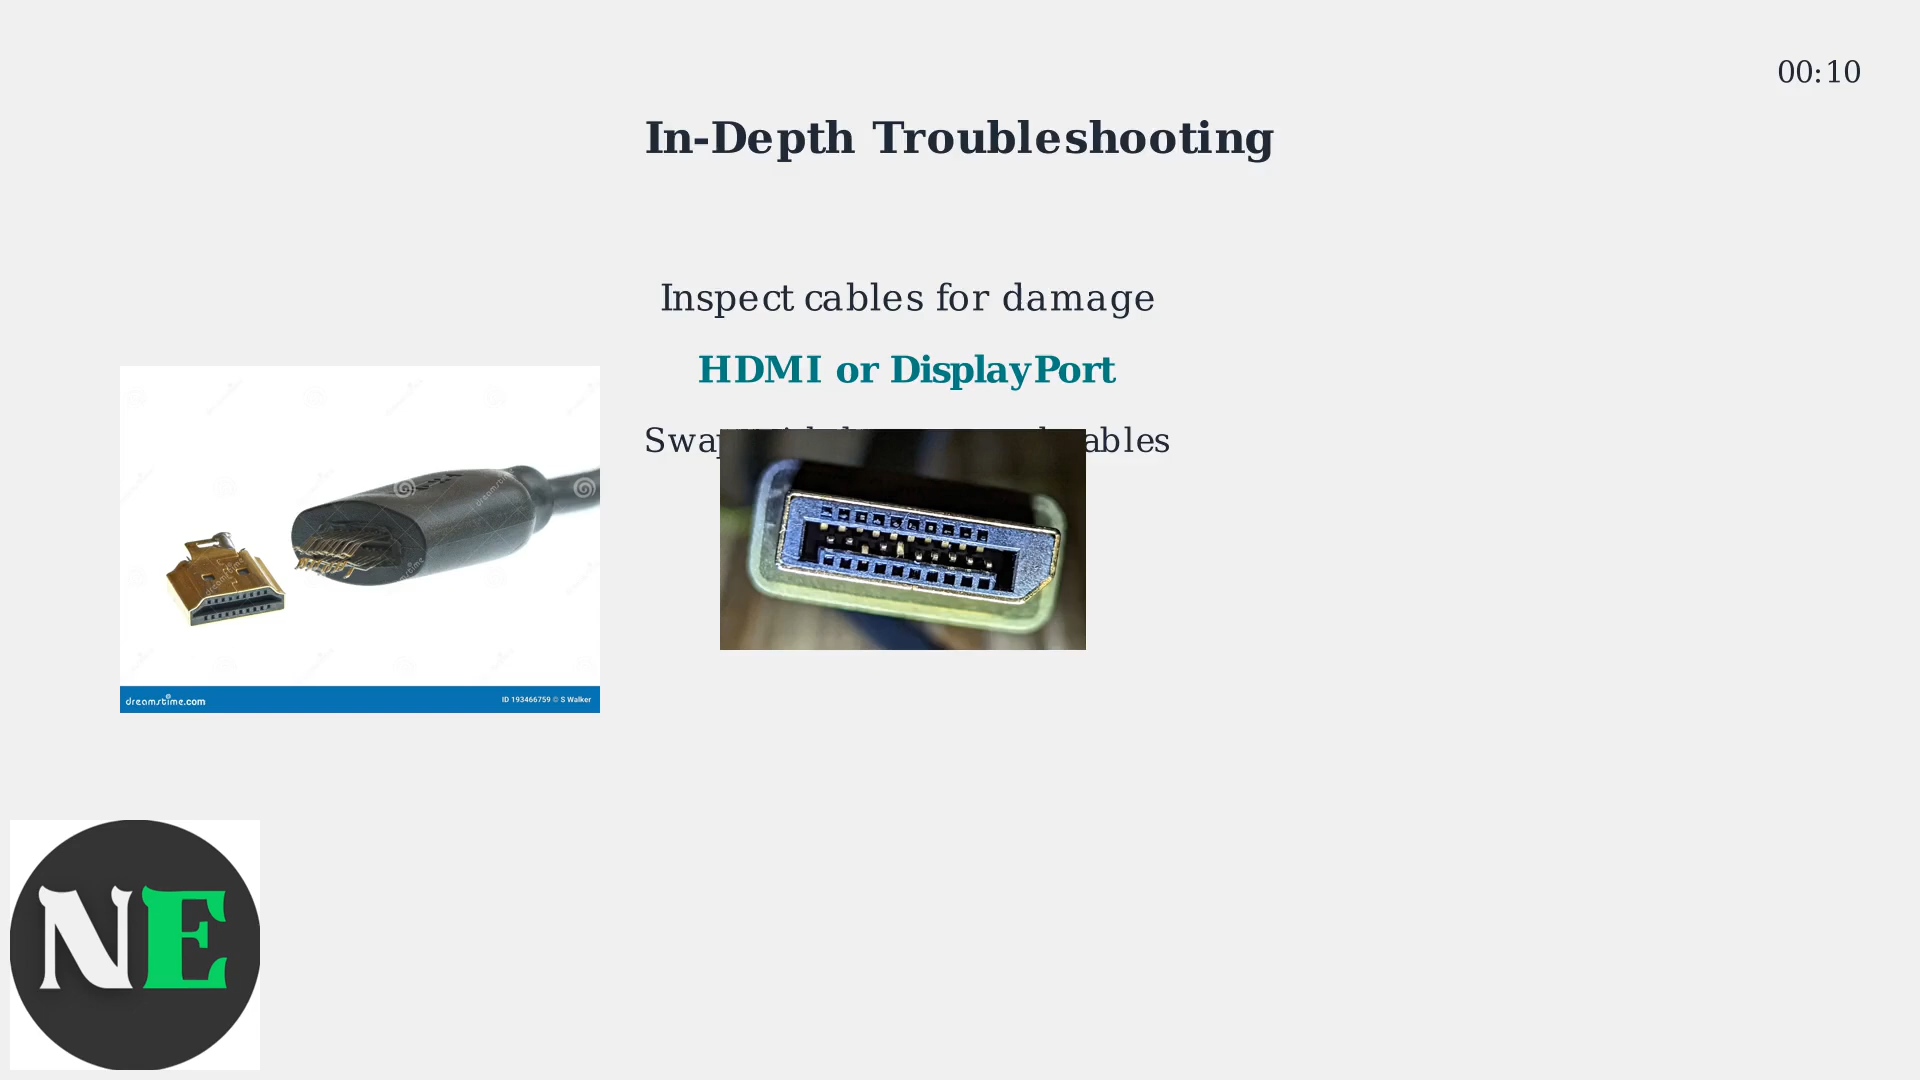 00:10
In-Depth Troubleshooting
Inspect cables for damage
HDMI or DisplayPort
Swap ables
dreamstime.com
ID 193466759 © S Walker
NE